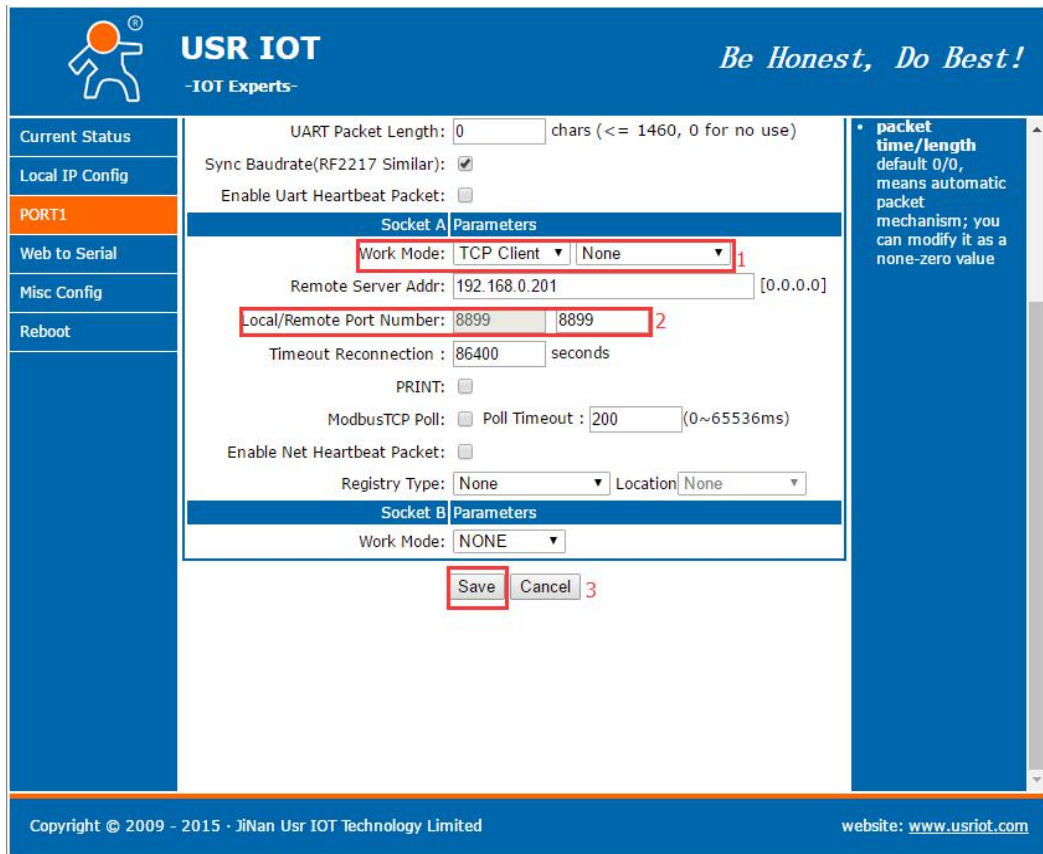 ®
USR IOT
-IOT Experts-
Be Honest, Do Best!
Current Status
Local IP Config
PORT1
Web to Serial
Misc Config
Reboot
UART Packet Length: 0 chars (<= 1460, 0 for no use)
Sync Baudrate(RF2217 Similar):
Enable Uart Heartbeat Packet:
Socket A Parameters
Work Mode: TCP Client None 1
Remote Server Addr: 192.168.0.201 [0.0.0.0]
Local/Remote Port Number: 8899 8899 2
Timeout Reconnection : 86400 seconds
PRINT:
ModbusTCP Poll: Poll Timeout : 200 (0~65536ms)
Enable Net Heartbeat Packet:
Registry Type: None Location None
Socket B Parameters
Work Mode: NONE
Save Cancel 3
• packet
time/length
default 0/0,
means automatic
packet
mechanism; you
can modify it as a
none-zero value
Copyright © 2009 - 2015 · JiNan Usr IOT Technology Limited
website: www.usriot.com